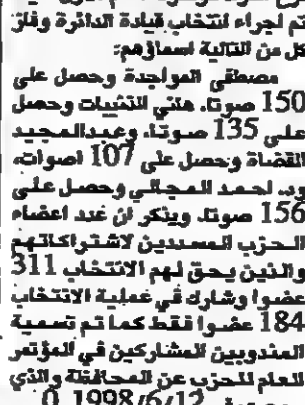 تم اجراء انتخاب قيادة الدائرة وفاز
كل من التالية اسماؤهم:
مصطفى المواجدة وحصل على
150 صوتا، هاني الثنيبات وحصل
على 135 صوتا، وعبدالمجيد
القضاة وحصل على 107 اصوات،
ود. احمد المجالي وحصل على
156 صوتا. ويذكر ان عدد اعضاء
الحزب المسددين لاشتراكاتهم
والذين يحق لهم الانتخاب 311
عضوا وشارك في عملية الانتخاب
184 عضوا فقط كما تم تسمية
المندوبين المشاركين في المؤتمر
العام للحزب عن المحافظة والذي
1998/6/12.